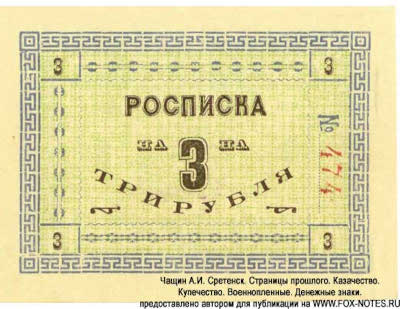 3 3
РОСПИСКА
НА 3 НА
ТРИ РУБЛЯ
№ 474
3 3
Чащин А.И. Сретенск. Страницы прошлого. Казачество.
Купечество. Военнопленные. Денежные знаки.
предоставлено автором для публикации на WWW.FOX-NOTES.RU